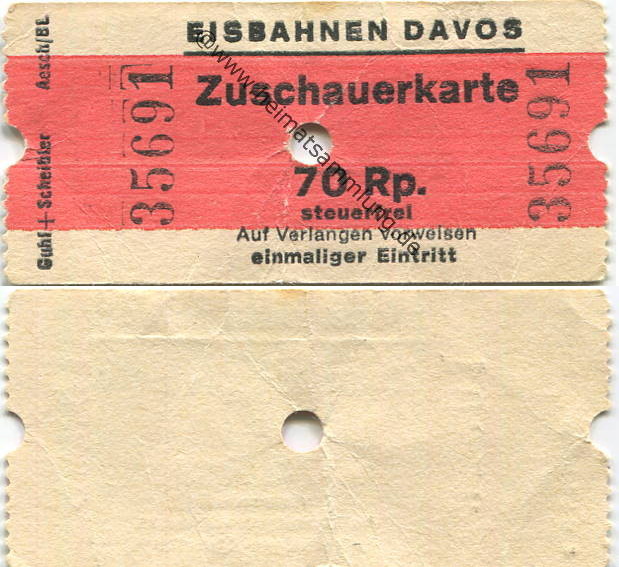 EISBAHNEN DAVOS
Zuschauerkarte
70 Rp.
steuerfrei
Auf Verlangen vorweisen
einmaliger Eintritt
35691
35691
Guhl + Scheibler Aesch/BL
@www.heimatsammlung.de